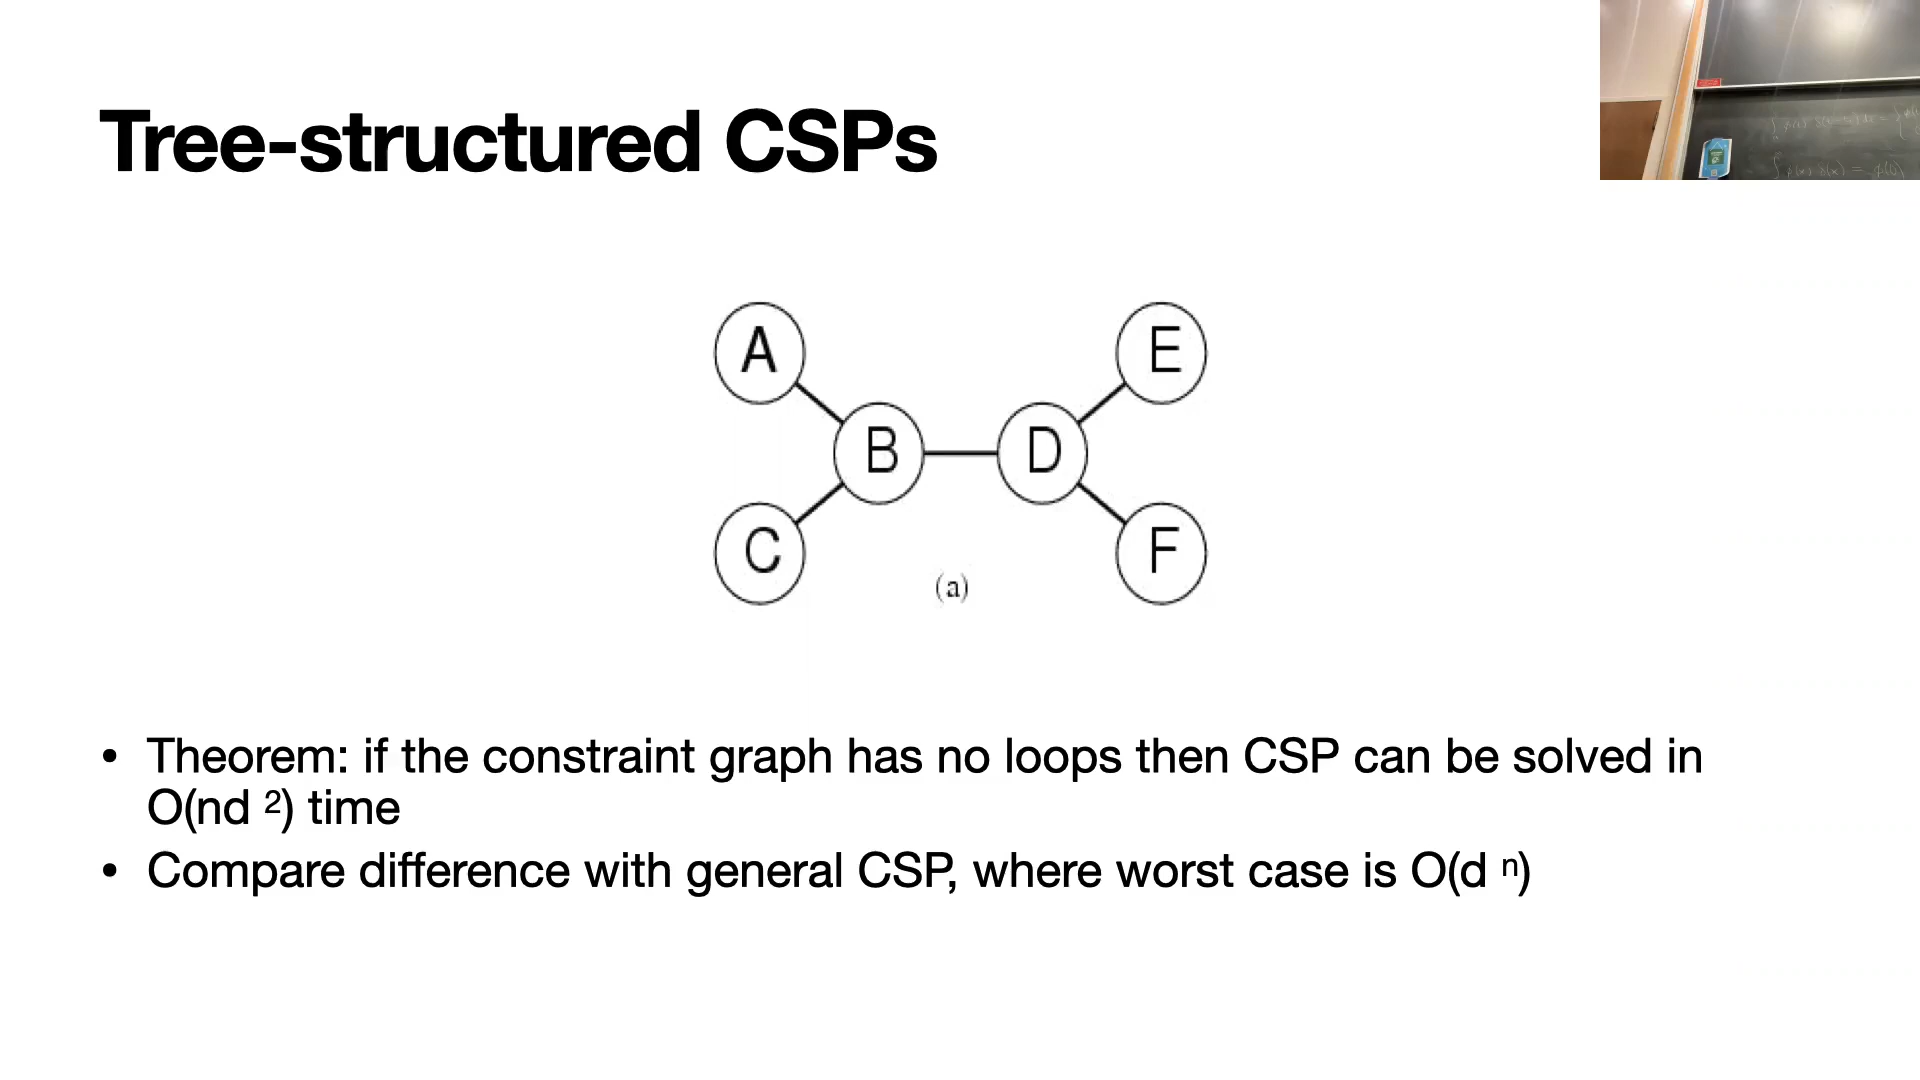 Tree-structured CSPs
A
E
B
D
C
F
(a)
• Theorem: if the constraint graph has no loops then CSP can be solved in
O(nd ²) time
• Compare difference with general CSP, where worst case is O(d ⁿ)